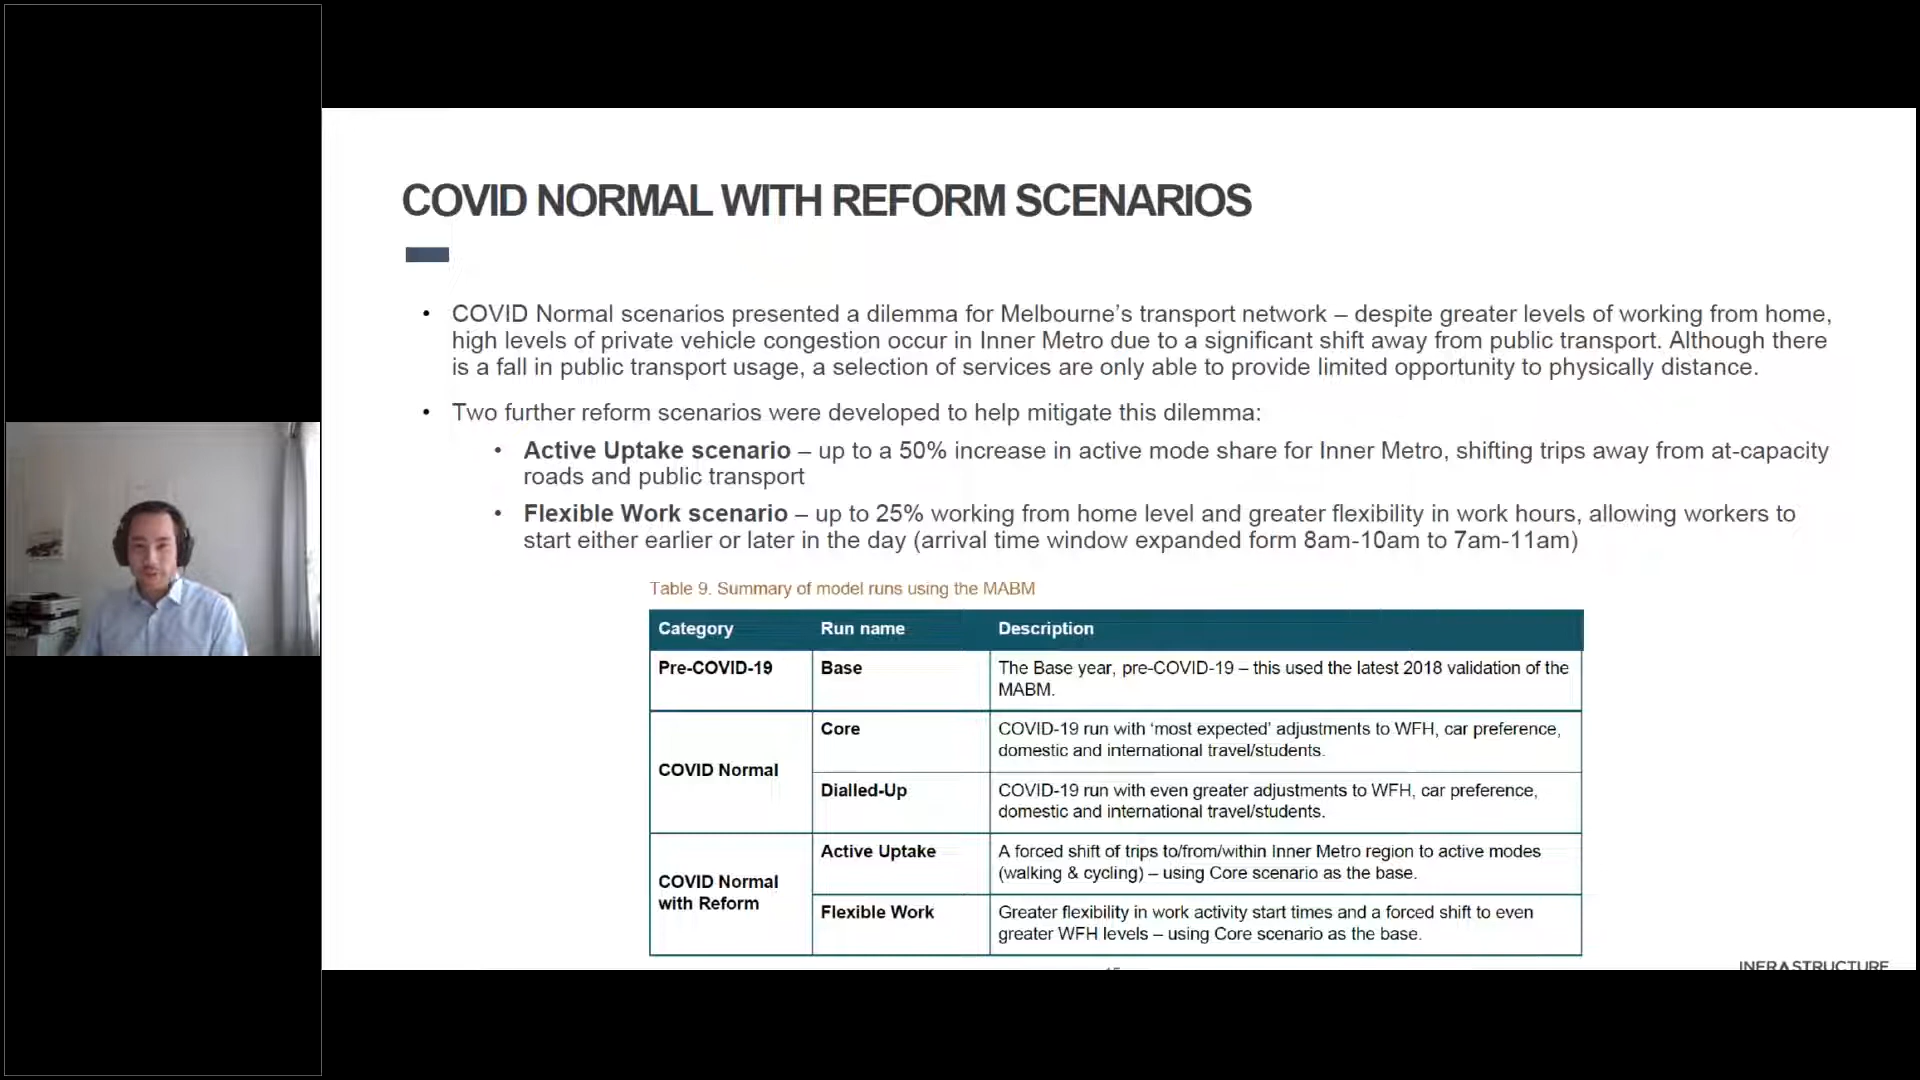 COVID NORMAL WITH REFORM SCENARIOS
• COVID Normal scenarios presented a dilemma for Melbourne's transport network – despite greater levels of working from home,
high levels of private vehicle congestion occur in Inner Metro due to a significant shift away from public transport. Although there
is a fall in public transport usage, a selection of services are only able to provide limited opportunity to physically distance.
• Two further reform scenarios were developed to help mitigate this dilemma:
• Active Uptake scenario – up to a 50% increase in active mode share for Inner Metro, shifting trips away from at-capacity
roads and public transport
• Flexible Work scenario – up to 25% working from home level and greater flexibility in work hours, allowing workers to
start either earlier or later in the day (arrival time window expanded form 8am-10am to 7am-11am)
Table 9. Summary of model runs using the MABM
Category Run name Description
Pre-COVID-19 Base The Base year, pre-COVID-19 – this used the latest 2018 validation of the
MABM.
COVID Normal
Core COVID-19 run with 'most expected' adjustments to WFH, car preference,
domestic and international travel/students.
Dialled-Up COVID-19 run with even greater adjustments to WFH, car preference,
domestic and international travel/students.
COVID Normal
with Reform
Active Uptake A forced shift of trips to/from/within Inner Metro region to active modes
(walking & cycling) – using Core scenario as the base.
Flexible Work Greater flexibility in work activity start times and a forced shift to even
greater WFH levels – using Core scenario as the base.
INFRASTRUCTURE